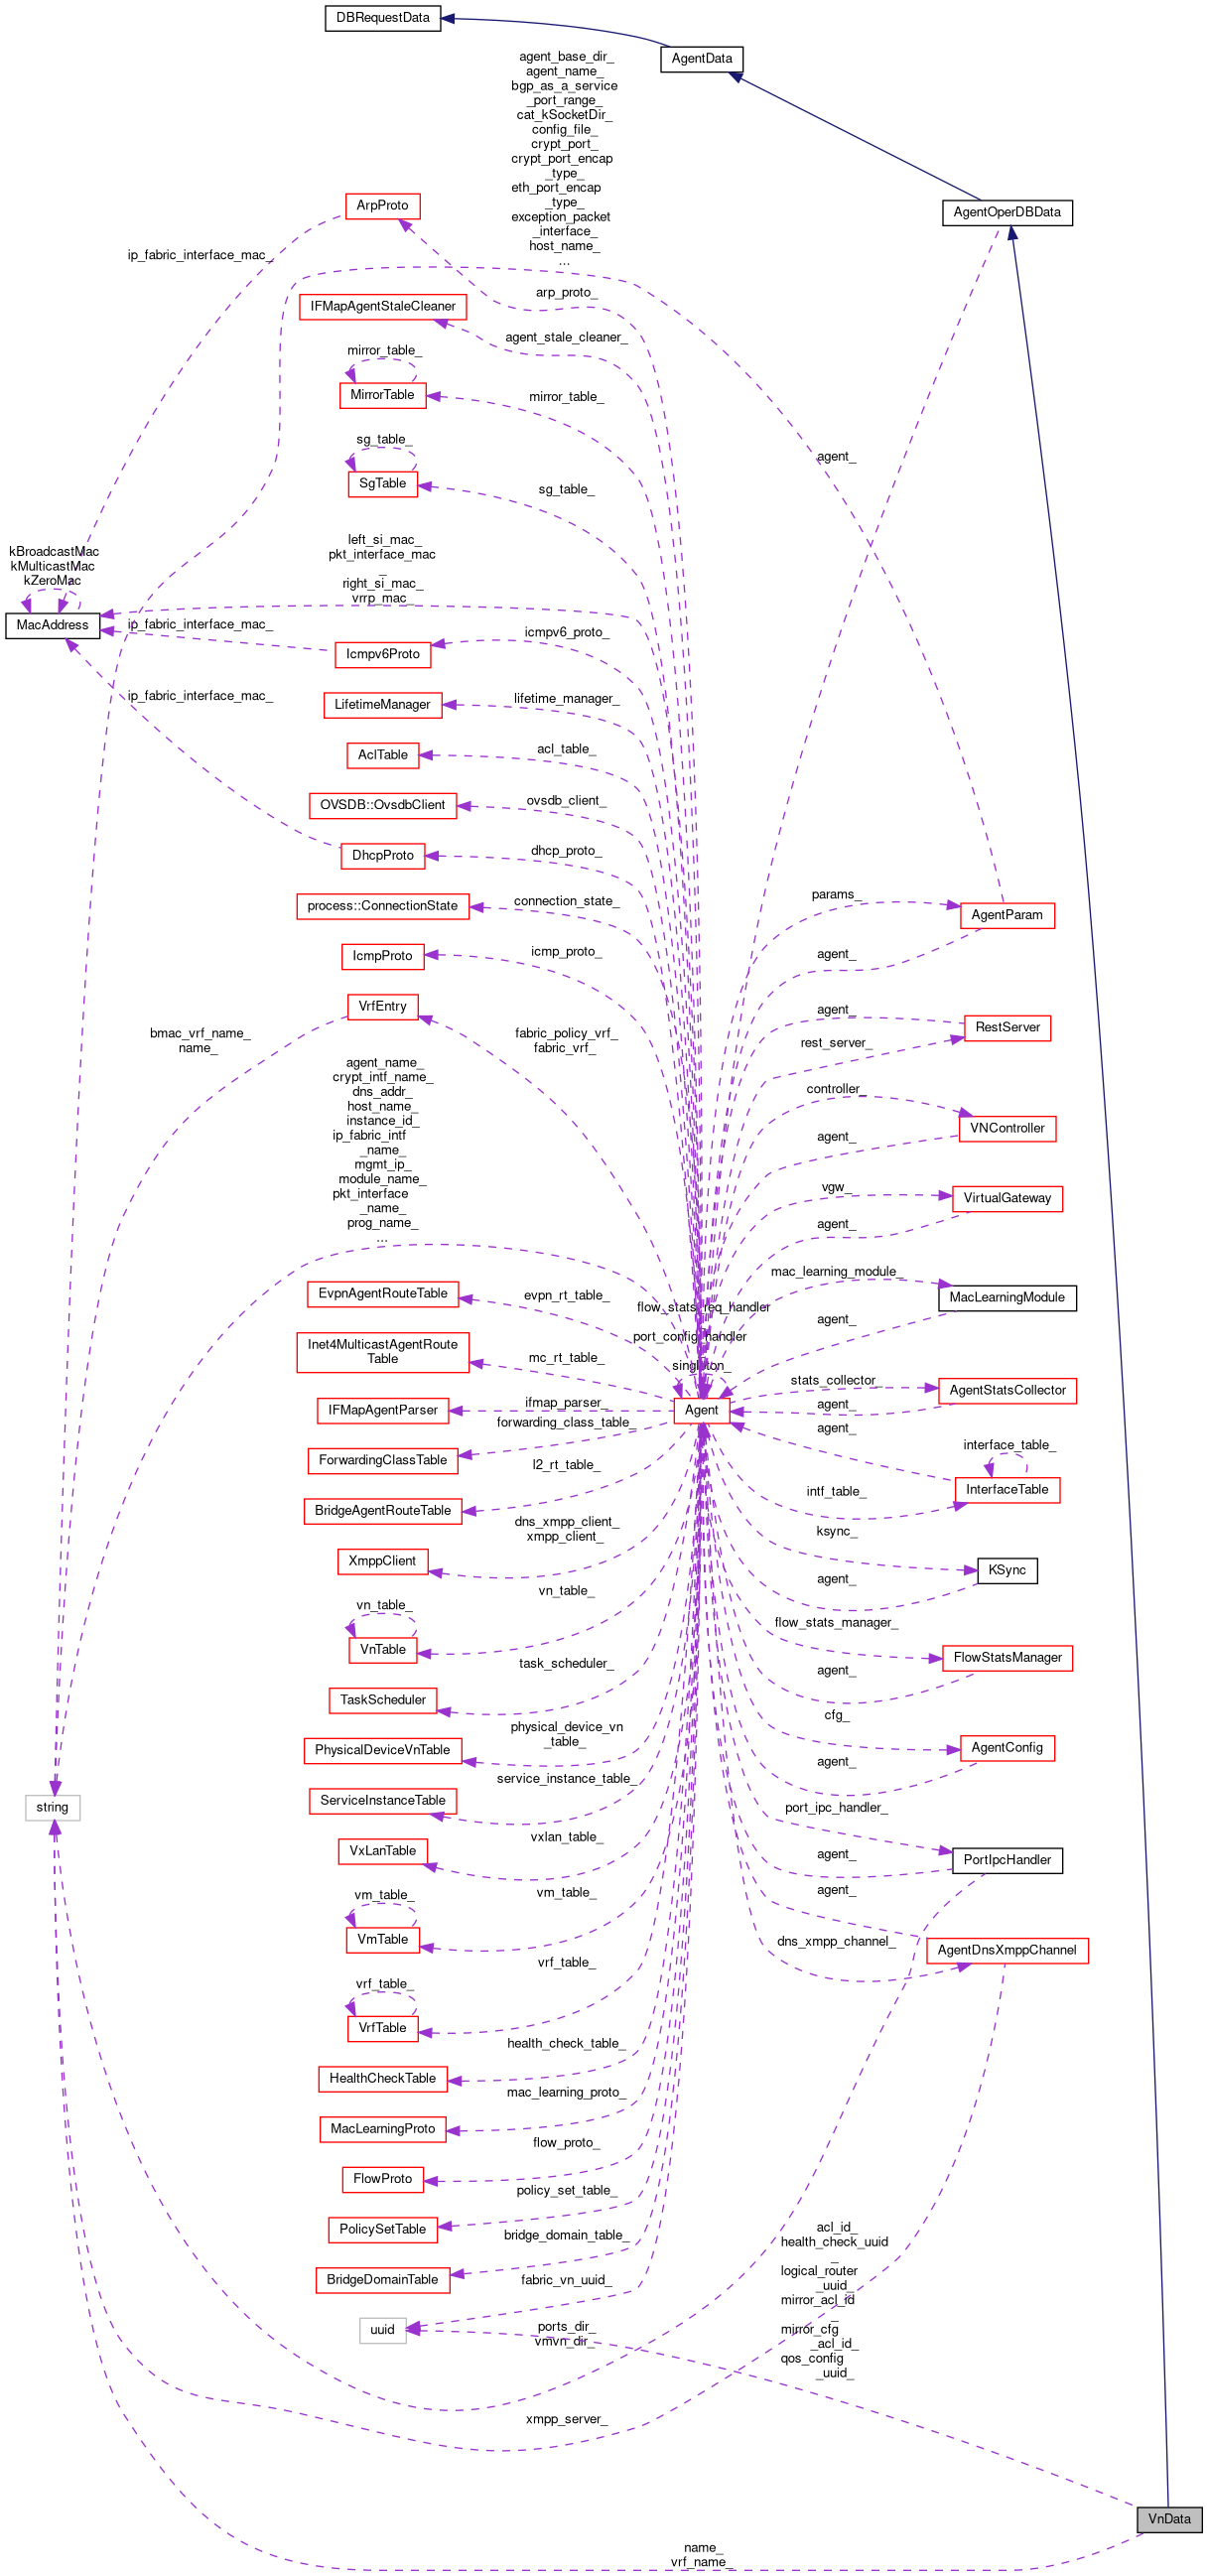 DBRequestData
AgentData
agent_base_dir_
agent_name_
bgp_as_a_service
_port_range_
cat_kSocketDir_
config_file_
crypt_port_
crypt_port_encap
_type_
eth_port_encap
_type_
exception_packet
_interface_
host_name_
...
ArpProto
AgentOperDBData
ip_fabric_interface_mac_
arp_proto_
IFMapAgentStaleCleaner
agent_stale_cleaner_
mirror_table_
MirrorTable
mirror_table_
sg_table_
agent_
SgTable
sg_table_
kBroadcastMac
kMulticastMac
kZeroMac
left_si_mac_
pkt_interface_mac
_
right_si_mac_
vrrp_mac_
MacAddress
ip_fabric_interface_mac_
Icmpv6Proto
icmpv6_proto_
ip_fabric_interface_mac_
LifetimeManager
lifetime_manager_
AclTable
acl_table_
OVSDB::OvsdbClient
ovsdb_client_
DhcpProto
dhcp_proto_
process::ConnectionState
connection_state_
params_
AgentParam
IcmpProto
icmp_proto_
agent_
VrfEntry
bmac_vrf_name_
name_
fabric_policy_vrf_
fabric_vrf_
agent_
rest_server_
RestServer
agent_name_
crypt_intf_name_
dns_addr_
host_name_
instance_id_
ip_fabric_intf
_name_
mgmt_ip_
module_name_
pkt_interface
_name_
prog_name_
...
controller_
agent_
VNController
vgw_
agent_
VirtualGateway
EvpnAgentRouteTable
evpn_rt_table_
mac_learning_module_
agent_
MacLearningModule
flow_stats_req_handler
_
port_config_handler
_
singleton_
Inet4MulticastAgentRoute
Table
mc_rt_table_
stats_collector_
agent_
AgentStatsCollector
IFMapAgentParser
ifmap_parser_
Agent
agent_
ForwardingClassTable
forwarding_class_table_
interface_table_
InterfaceTable
intf_table_
BridgeAgentRouteTable
l2_rt_table_
XmppClient
dns_xmpp_client_
xmpp_client_
ksync_
agent_
KSync
vn_table_
VnTable
vn_table_
flow_stats_manager_
agent_
FlowStatsManager
TaskScheduler
task_scheduler_
PhysicalDeviceVnTable
physical_device_vn
_table_
cfg_
agent_
AgentConfig
string
ServiceInstanceTable
service_instance_table_
port_ipc_handler_
agent_
PortIpcHandler
VxLanTable
vxlan_table_
agent_
vm_table_
VmTable
vm_table_
dns_xmpp_channel_
AgentDnsXmppChannel
vrf_table_
VrfTable
vrf_table_
HealthCheckTable
health_check_table_
MacLearningProto
mac_learning_proto_
FlowProto
flow_proto_
PolicySetTable
policy_set_table_
BridgeDomainTable
bridge_domain_table_
uuid
fabric_vn_uuid_
acl_id_
health_check_uuid
_
logical_router
_uuid_
mirror_acl_id
_
mirror_cfg
_acl_id_
qos_config
_uuid_
ports_dir_
vmvn_dir_
xmpp_server_
VnData
name_
vrf_name_